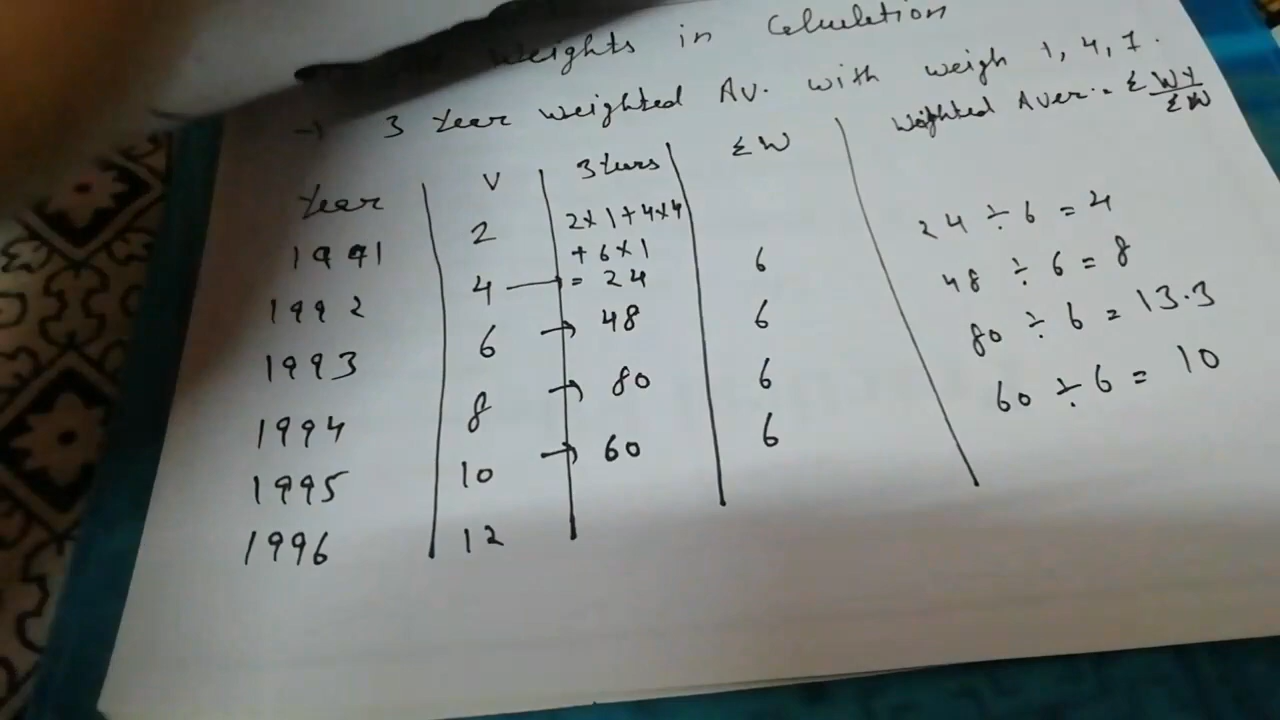 weights in Calculation
→ 3 Year Weighted Av. with weigh 1, 4, 1.
Weighted Aver. = Σ WY / ΣW
Year V 3 Years ΣW
1991 2 2×1+4×4
+ 6×1 6 24 ÷ 6 = 4
1992 4 = 24
1993 6 → 48 6 48 ÷ 6 = 8
1994 8 → 80 6 80 ÷ 6 = 13.3
1995 10 → 60 6 60 ÷ 6 = 10
1996 12